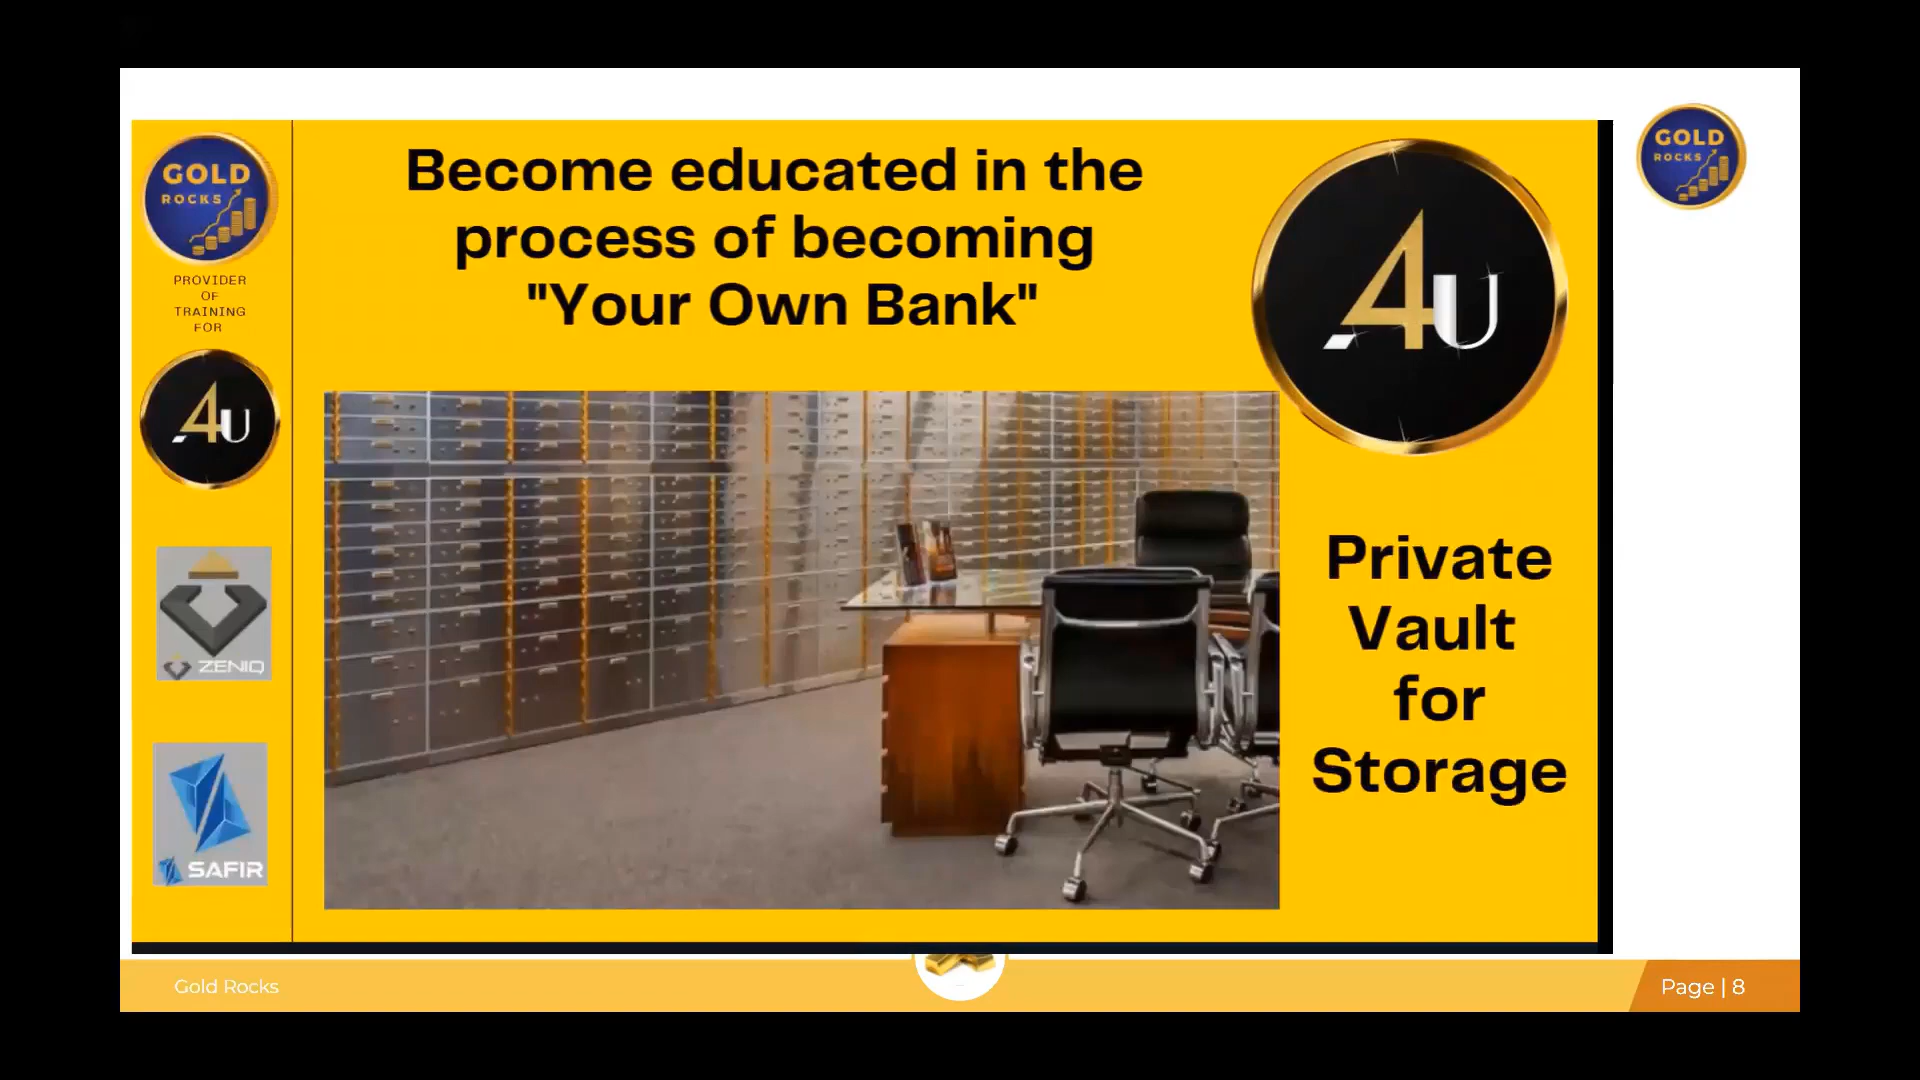 GOLD
ROCKS
PROVIDER
OF
TRAINING
FOR
A4U
ZENIQ
SAFIR
Become educated in the
process of becoming
"Your Own Bank"
4U
Private
Vault
for
Storage
GOLD
ROCKS
Gold Rocks
Page | 8